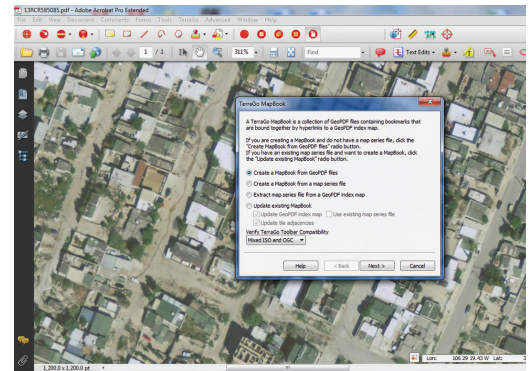 13RCR585085.pdf - Adobe Acrobat Pro Extended
File Edit View Document Comments Forms Tools TerraGo Advanced Window Help
1 / 1 311% Find Text Edits
TerraGo MapBook
A TerraGo MapBook is a collection of GeoPDF files containing bookmarks that
are bound together by hyperlinks to a GeoPDF index map.
If you are creating a MapBook and do not have a map series file, click the
"Create MapBook from GeoPDF files" radio button.
If you have an existing map series file and want to create a MapBook, click
the "Update existing MapBook" radio button.
Create a MapBook from GeoPDF files
Create a MapBook from a map series file
Extract map series file from a GeoPDF index map
Update existing MapBook
Update GeoPDF index map Use existing map series file
Update tile adjacencies
Verify TerraGo Toolbar Compatibility
Mixed ISO and OGC
Help < Back Next > Cancel
Lon: 106 29 19.43 W Lat:
1,200.0 x 1,200.0 pt